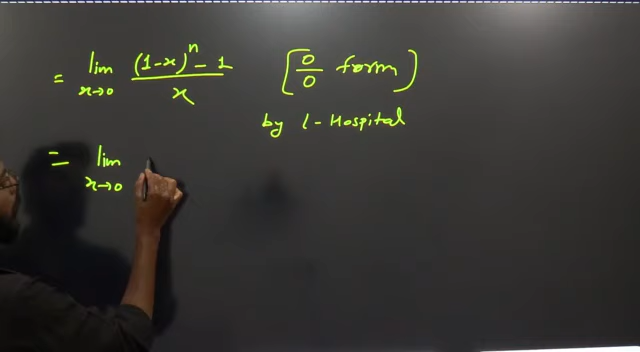 = lim x→0 (1-x)^n - 1 / x [ 0/0 form )
by L-Hospital
= lim x→0